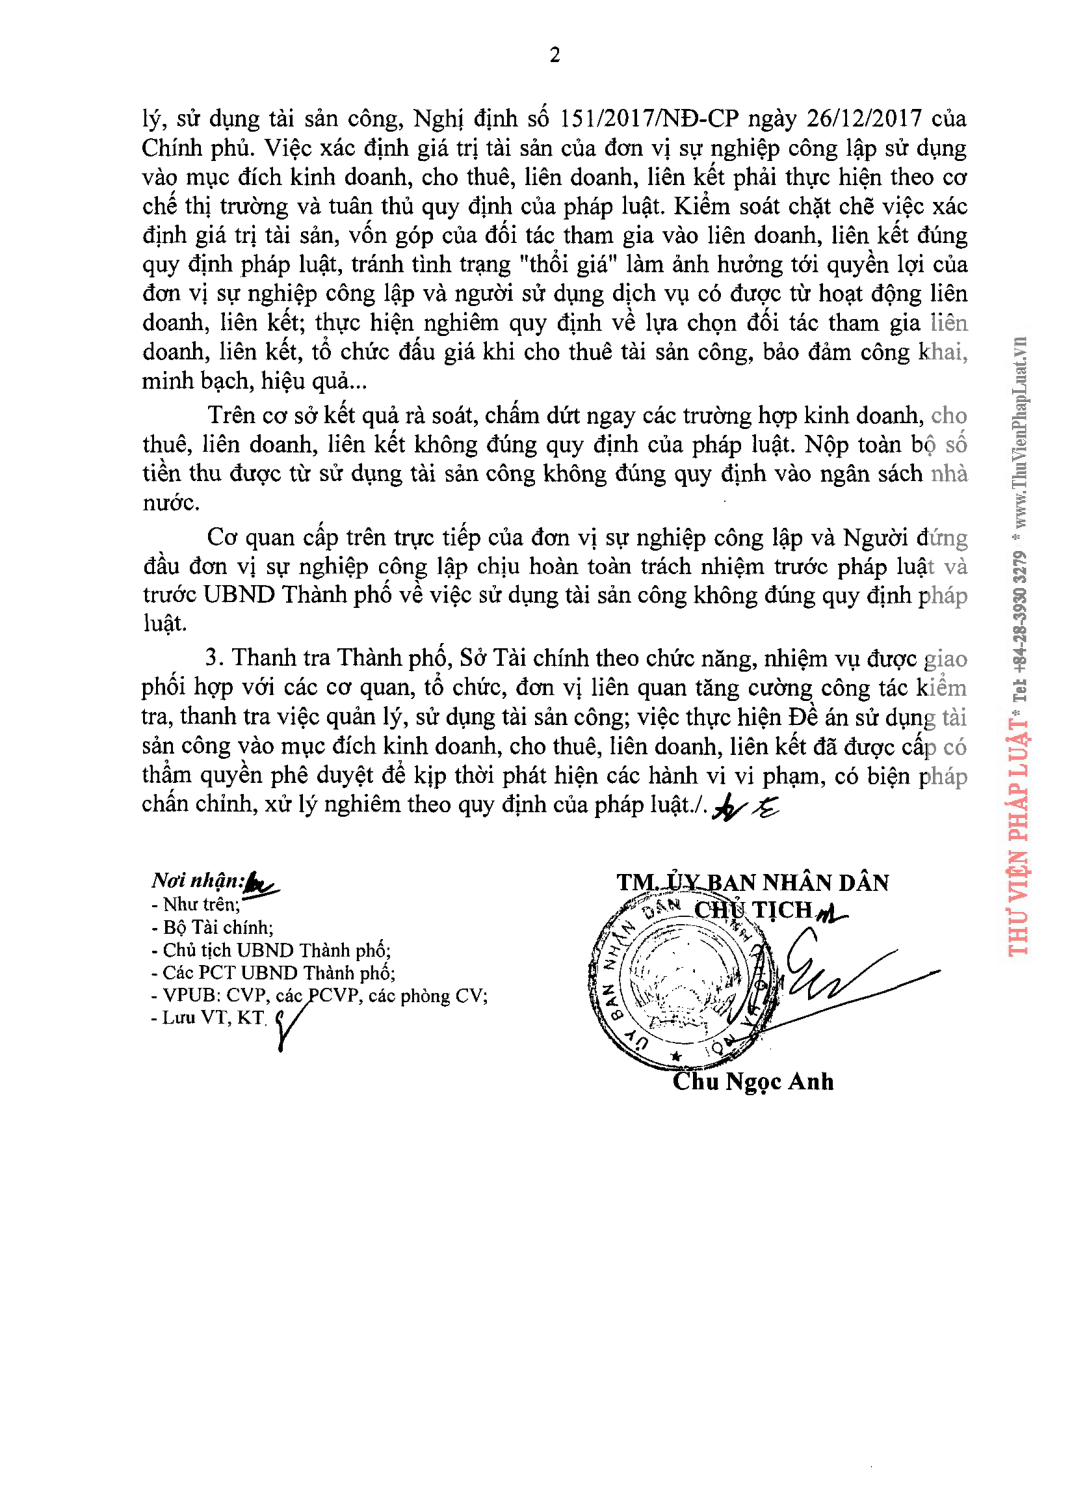 2
lý, sử dụng tài sản công, Nghị định số 151/2017/NĐ-CP ngày 26/12/2017 của
Chính phủ. Việc xác định giá trị tài sản của đơn vị sự nghiệp công lập sử dụng
vào mục đích kinh doanh, cho thuê, liên doanh, liên kết phải thực hiện theo cơ
chế thị trường và tuân thủ quy định của pháp luật. Kiểm soát chặt chẽ việc xác
định giá trị tài sản, vốn góp của đối tác tham gia vào liên doanh, liên kết đúng
quy định pháp luật, tránh tình trạng "thổi giá" làm ảnh hưởng tới quyền lợi của
đơn vị sự nghiệp công lập và người sử dụng dịch vụ có được từ hoạt động liên
doanh, liên kết; thực hiện nghiêm quy định về lựa chọn đối tác tham gia liên
doanh, liên kết, tổ chức đấu giá khi cho thuê tài sản công, bảo đảm công khai,
minh bạch, hiệu quả...
Trên cơ sở kết quả rà soát, chấm dứt ngay các trường hợp kinh doanh, cho
thuê, liên doanh, liên kết không đúng quy định của pháp luật. Nộp toàn bộ số
tiền thu được từ sử dụng tài sản công không đúng quy định vào ngân sách nhà
nước.
Cơ quan cấp trên trực tiếp của đơn vị sự nghiệp công lập và Người đứng
đầu đơn vị sự nghiệp công lập chịu hoàn toàn trách nhiệm trước pháp luật và
trước UBND Thành phố về việc sử dụng tài sản công không đúng quy định pháp
luật.
3. Thanh tra Thành phố, Sở Tài chính theo chức năng, nhiệm vụ được giao
phối hợp với các cơ quan, tổ chức, đơn vị liên quan tăng cường công tác kiểm
tra, thanh tra việc quản lý, sử dụng tài sản công; việc thực hiện Đề án sử dụng tài
sản công vào mục đích kinh doanh, cho thuê, liên doanh, liên kết đã được cấp có
thẩm quyền phê duyệt để kịp thời phát hiện các hành vi vi phạm, có biện pháp
chấn chỉnh, xử lý nghiêm theo quy định của pháp luật./.
Nơi nhận:
- Như trên;
- Bộ Tài chính;
- Chủ tịch UBND Thành phố;
- Các PCT UBND Thành phố;
- VPUB: CVP, các PCVP, các phòng CV;
- Lưu VT, KT.
TM. ỦY BAN NHÂN DÂN
CHỦ TỊCH
ỦY BAN NHÂN DÂN THÀNH PHỐ HÀ NỘI
Chu Ngọc Anh
THƯ VIỆN PHÁP LUẬT * Tel: +84-28-3930 3279 * www.ThuVienPhapLuat.vn